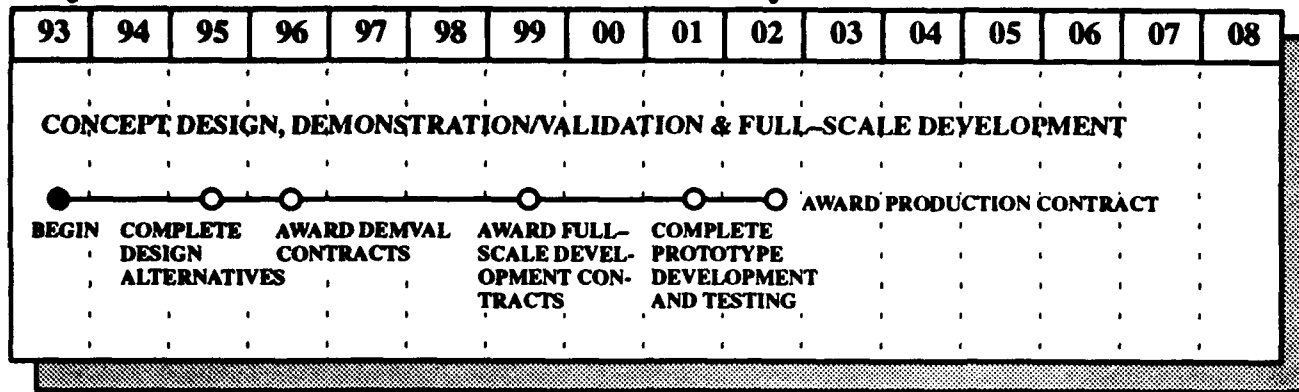 93 94 95 96 97 98 99 00 01 02 03 04 05 06 07 08
CONCEPT DESIGN, DEMONSTRATION/VALIDATION & FULL-SCALE DEVELOPMENT
AWARD PRODUCTION CONTRACT
BEGIN
COMPLETE
DESIGN
ALTERNATIVES
AWARD DEMVAL
CONTRACTS
AWARD FULL-
SCALE DEVEL-
OPMENT CON-
TRACTS
COMPLETE
PROTOTYPE
DEVELOPMENT
AND TESTING